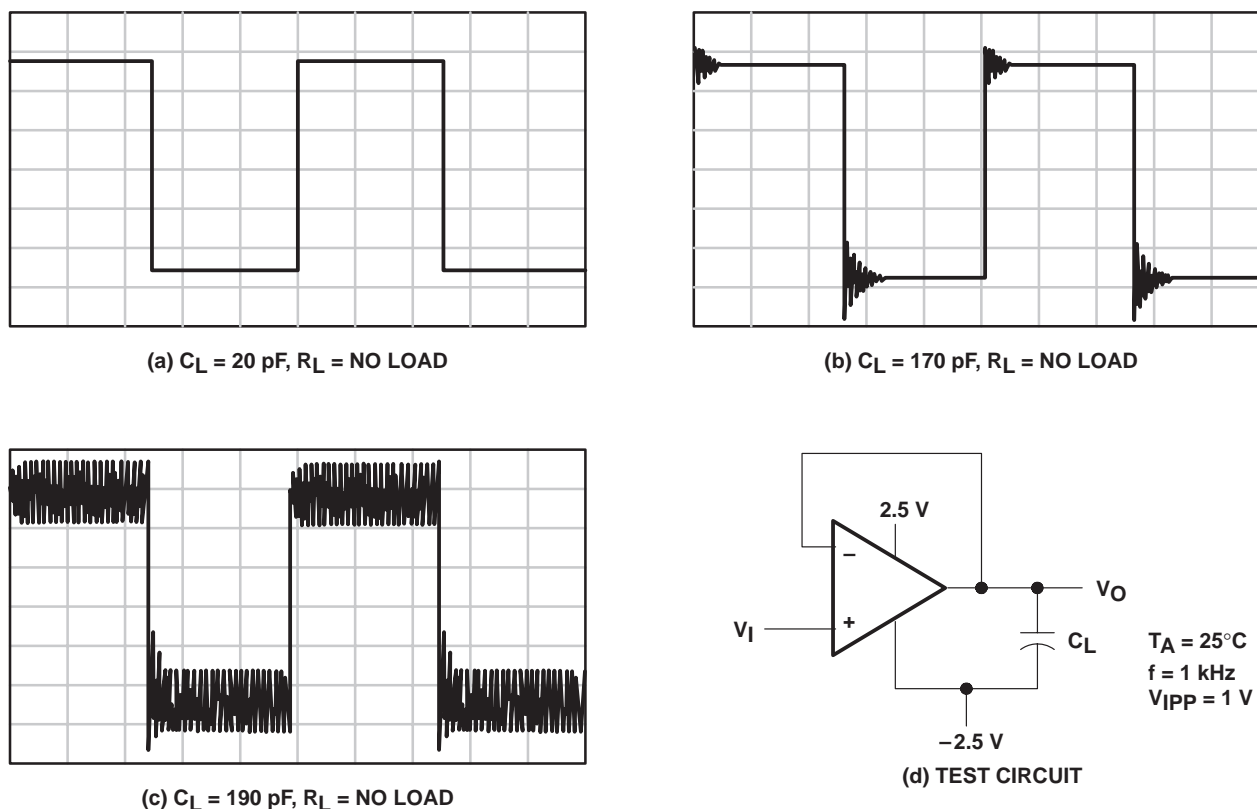 (a) CL = 20 pF, RL = NO LOAD
(b) CL = 170 pF, RL = NO LOAD
(c) CL = 190 pF, RL = NO LOAD
2.5 V
–
VO
VI
+
CL
TA = 25°C
f = 1 kHz
VIPP = 1 V
–2.5 V
(d) TEST CIRCUIT